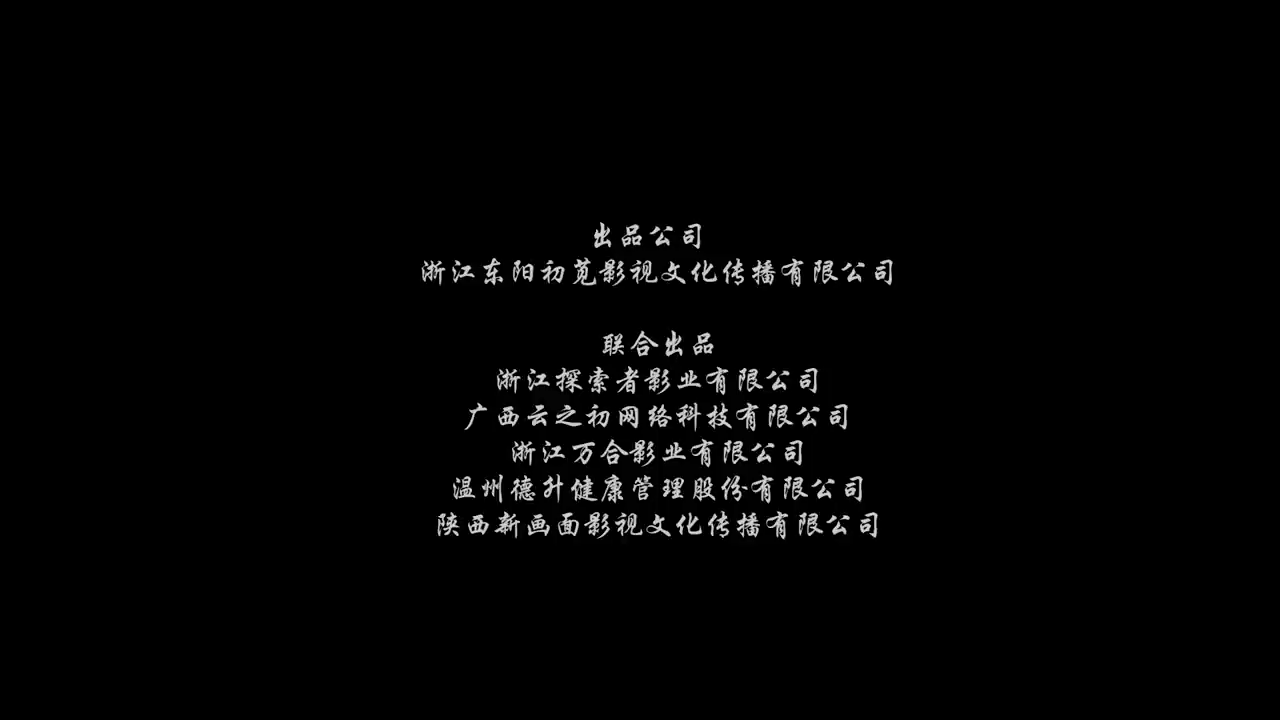 出品公司
浙江东阳初觅影视文化传播有限公司
联合出品
浙江探索者影业有限公司
广西云之初网络科技有限公司
浙江万合影业有限公司
温州德升健康管理股份有限公司
陕西新画面影视文化传播有限公司